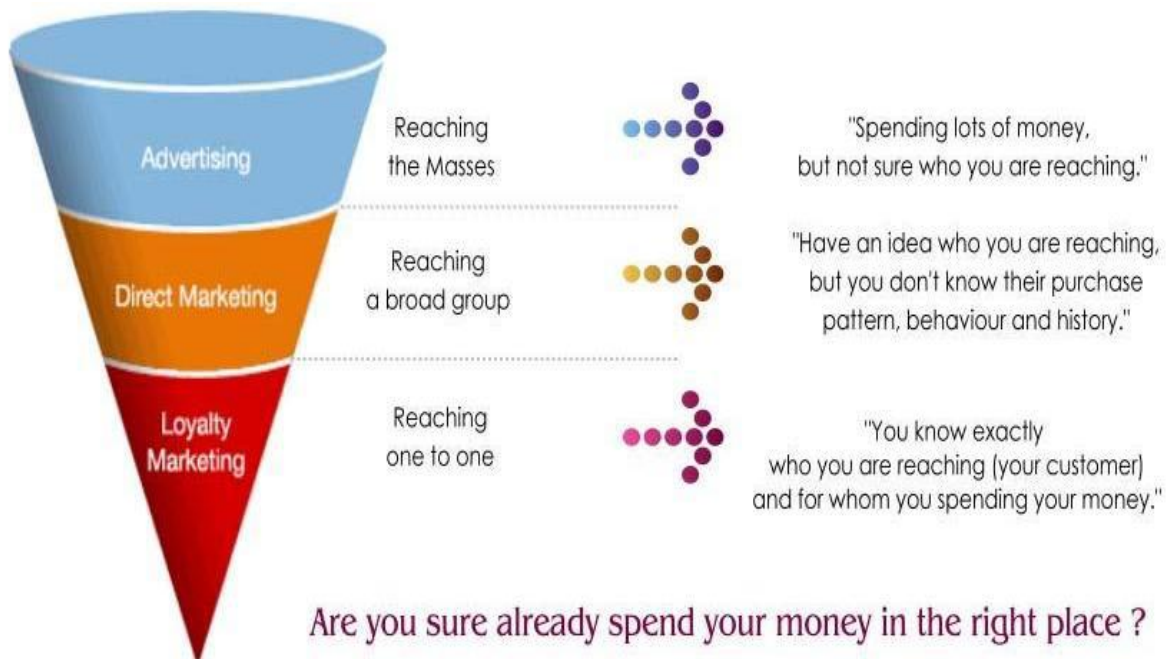 Advertising
Reaching
the Masses
"Spending lots of money,
but not sure who you are reaching."
Direct Marketing
Reaching
a broad group
"Have an idea who you are reaching,
but you don't know their purchase
pattern, behaviour and history."
Loyalty
Marketing
Reaching
one to one
"You know exactly
who you are reaching (your customer)
and for whom you spending your money."
Are you sure already spend your money in the right place ?